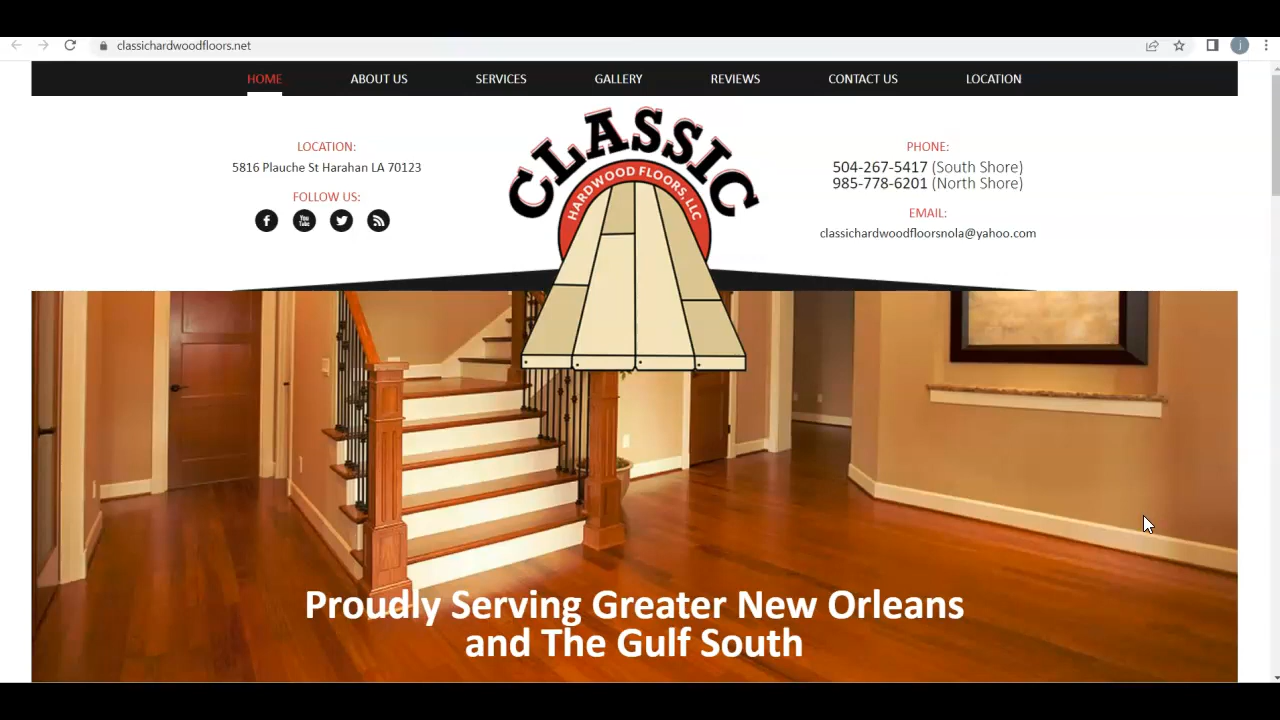 classichardwoodfloors.net
j
HOME ABOUT US SERVICES GALLERY REVIEWS CONTACT US LOCATION
LOCATION:
5816 Plauche St Harahan LA 70123
FOLLOW US:
You Tube
CLASSIC
HARDWOOD FLOORS, LLC
PHONE:
504-267-5417 (South Shore)
985-778-6201 (North Shore)
EMAIL:
classichardwoodfloorsnola@yahoo.com
Proudly Serving Greater New Orleans
and The Gulf South